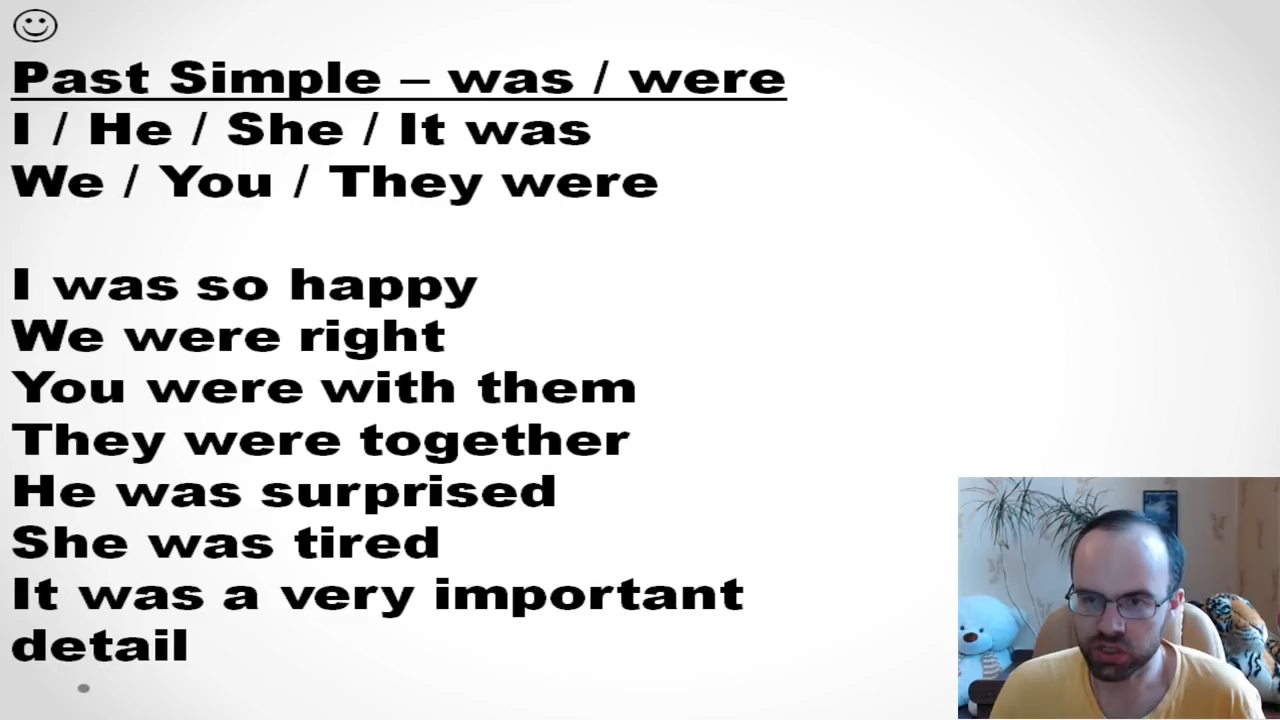 Past Simple – was / were
I / He / She / It was
We / You / They were
I was so happy
We were right
You were with them
They were together
He was surprised
She was tired
It was a very important
detail